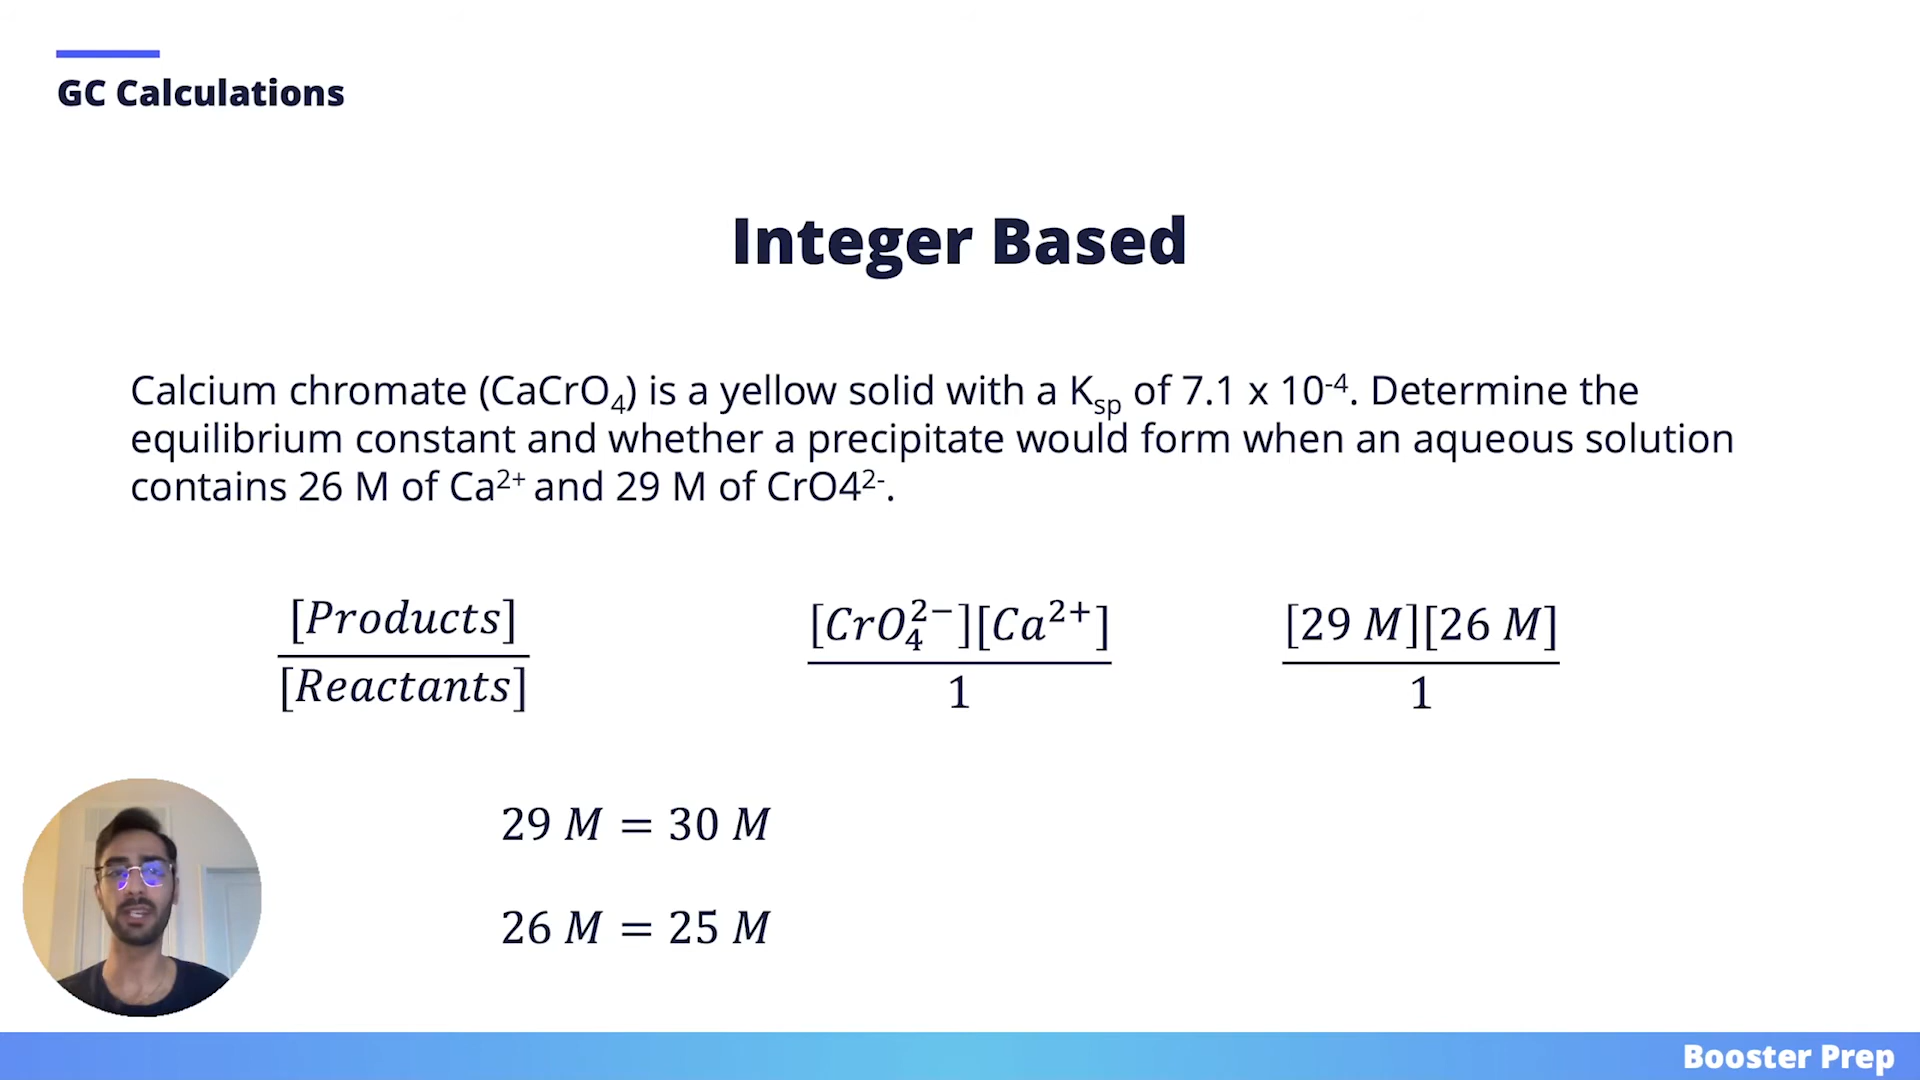 GC Calculations
Integer Based
Calcium chromate (CaCrO₄) is a yellow solid with a Kₛₚ of 7.1 x 10⁻⁴. Determine the
equilibrium constant and whether a precipitate would form when an aqueous solution
contains 26 M of Ca²⁺ and 29 M of CrO4²⁻.
[Products]
[Reactants]
[CrO₄²⁻][Ca²⁺]
1
[29 M][26 M]
1
29 M = 30 M
26 M = 25 M
Booster Prep